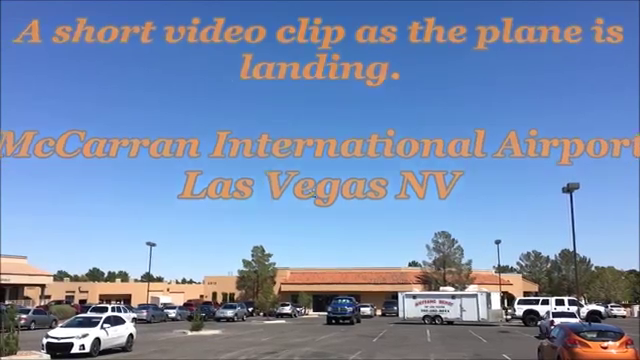 A short video clip as the plane is
landing.
McCarran International Airport
Las Vegas NV